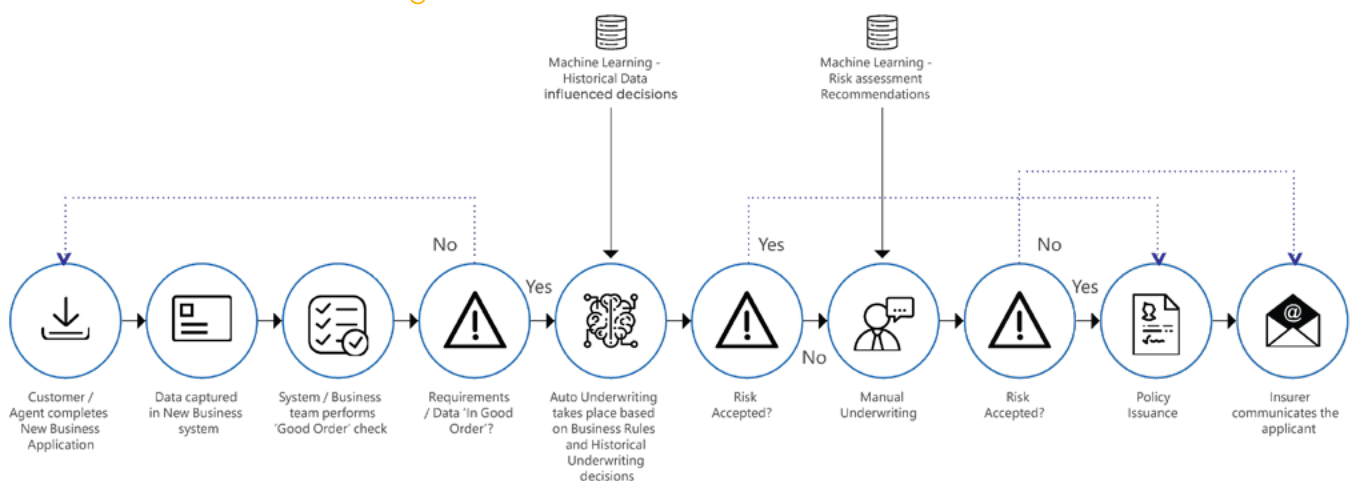 Machine Learning -
Historical Data
influenced decisions
Machine Learning -
Risk assessment
Recommendations
No
Yes
Yes
No
No
Yes
@
Customer /
Agent completes
New Business
Application
Data captured
in New Business
system
System / Business
team performs
'Good Order' check
Requirements
/ Data 'In Good
Order'?
Auto Underwriting
takes place based
on Business Rules
and Historical
Underwriting
decisions
Risk
Accepted?
Manual
Underwriting
Risk
Accepted?
Policy
Issuance
Insurer
communicates the
applicant